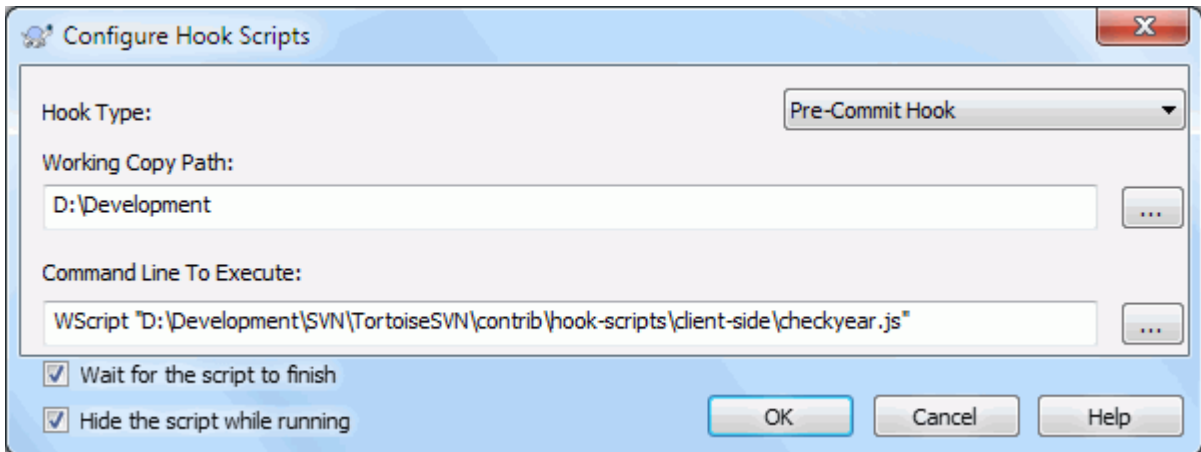 Configure Hook Scripts
Hook Type:
Pre-Commit Hook
Working Copy Path:
D:\Development
...
Command Line To Execute:
WScript "D:\Development\SVN\TortoiseSVN\contrib\hook-scripts\client-side\checkyear.js"
...
Wait for the script to finish
Hide the script while running
OK
Cancel
Help